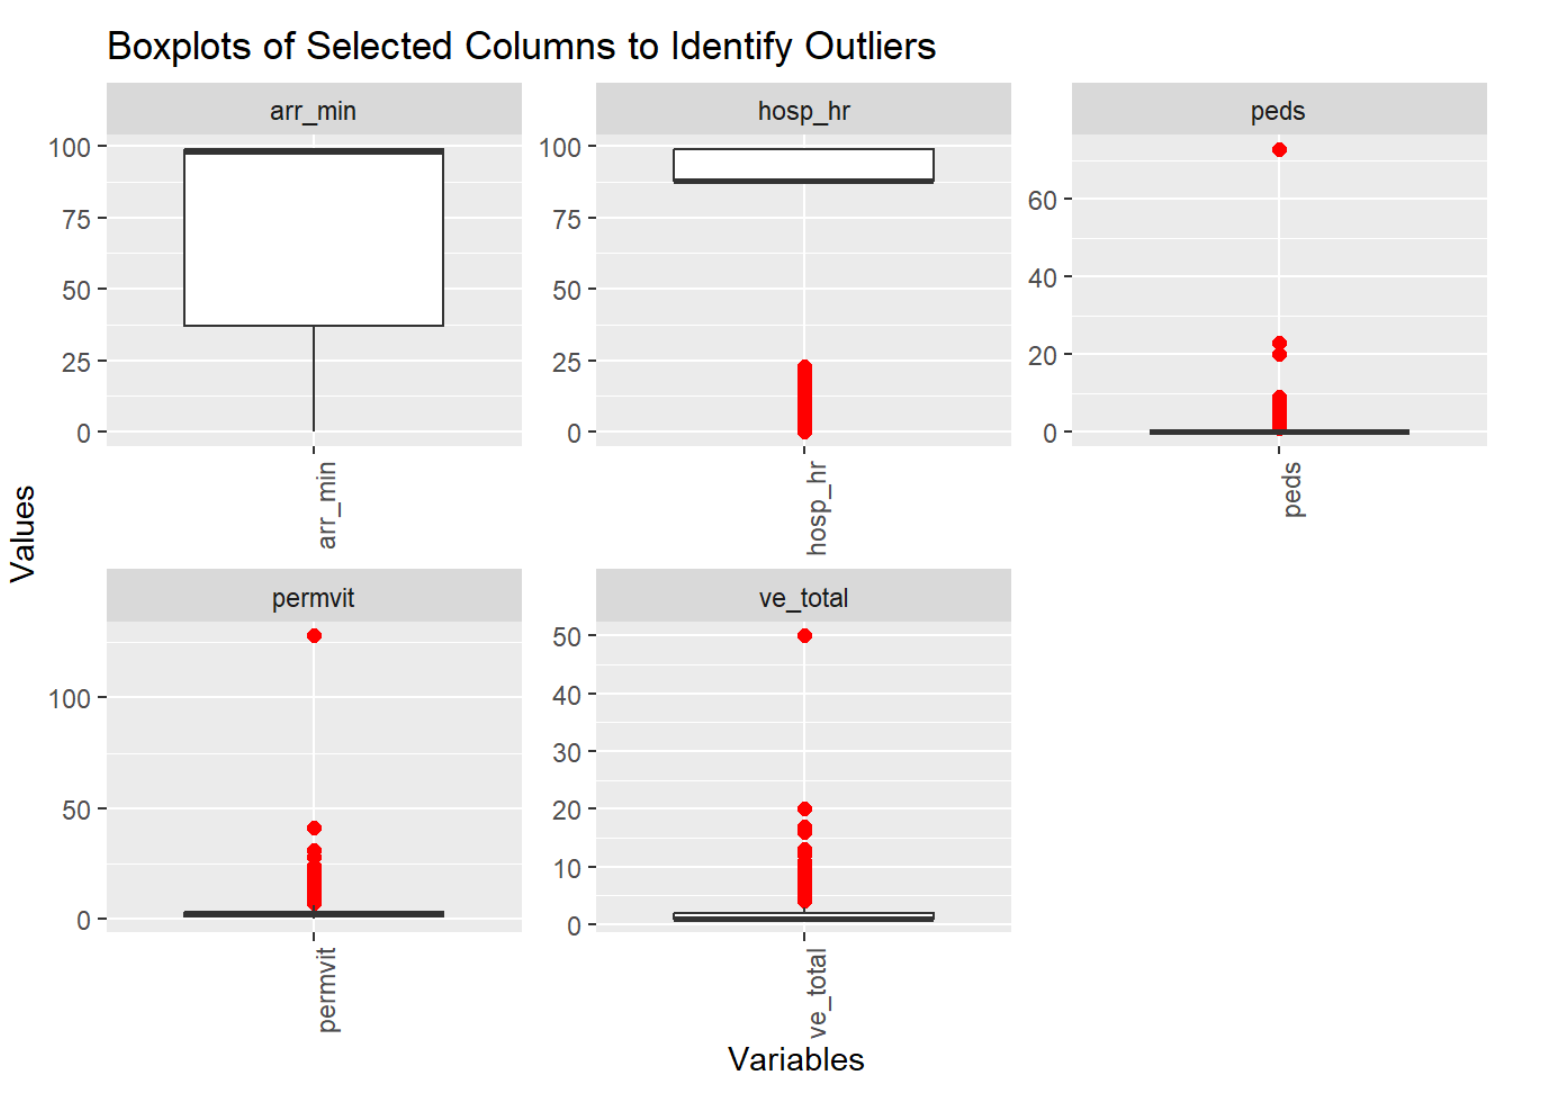 Boxplots of Selected Columns to Identify Outliers
arr_min
hosp_hr
peds
100
75
50
25
0
100
75
50
25
0
60
40
20
0
arr_min
hosp_hr
peds
Values
permvit
ve_total
100
50
0
50
40
30
20
10
0
permvit
ve_total
Variables